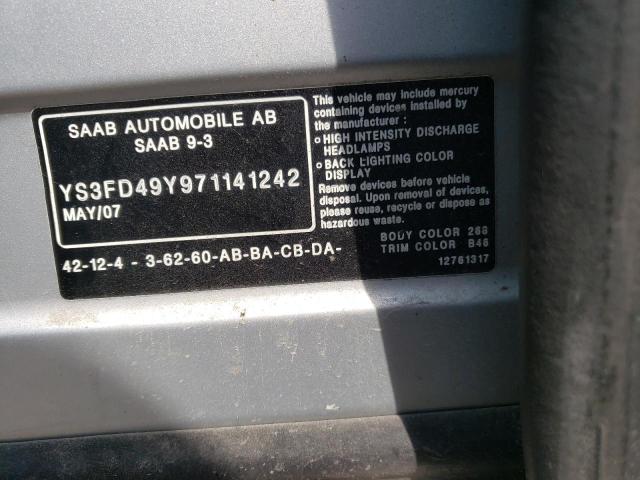 SAAB AUTOMOBILE AB
SAAB 9-3
YS3FD49Y971141242
MAY/07
42-12-4 - 3-62-60-AB-BA-CB-DA-
This vehicle may include mercury
containing devices installed by
the manufacturer :
o HIGH INTENSITY DISCHARGE
HEADLAMPS
o BACK LIGHTING COLOR
DISPLAY
Remove devices before vehicle
disposal. Upon removal of devices,
please reuse, recycle or dispose as
hazardous waste.
BODY COLOR 268
TRIM COLOR B46
12761317